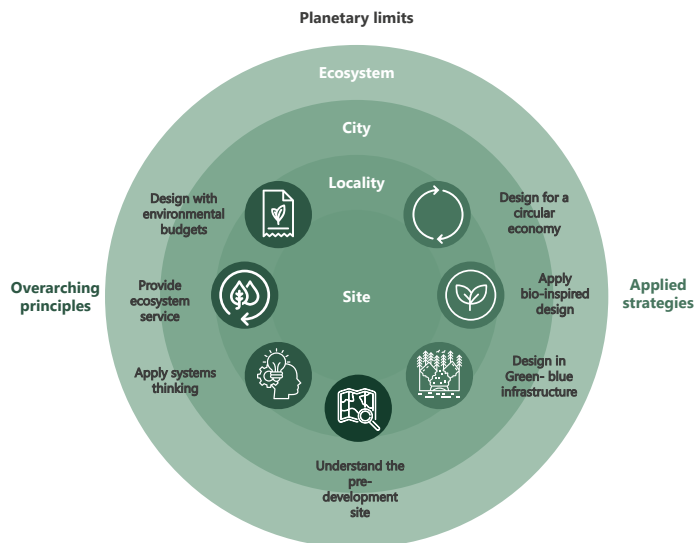 Planetary limits
Ecosystem
City
Locality
Design with
environmental
budgets
Design for a
circular
economy
Overarching
principles
Provide
ecosystem
service
Site
Apply
bio-inspired
design
Applied
strategies
Apply systems
thinking
Design in
Green- blue
infrastructure
Understand the
pre-
development
site